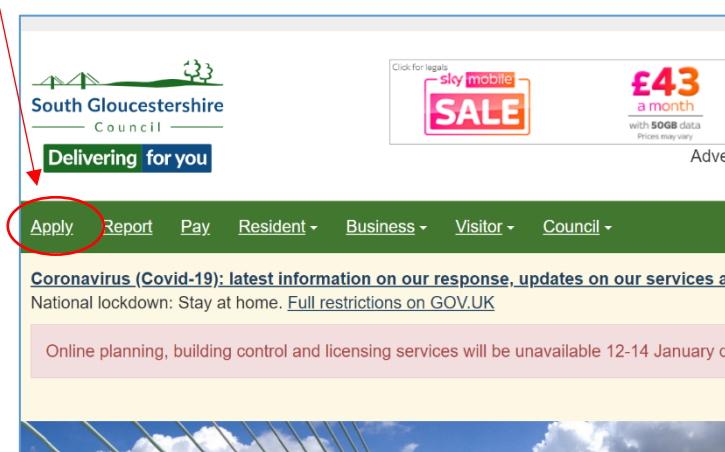 South Gloucestershire
Council
Delivering for you
Click for legals
sky mobile
SALE
£43
a month
with 50GB data
Prices may vary
Adve
Apply Report Pay Resident Business Visitor Council
Coronavirus (Covid-19): latest information on our response, updates on our services a
National lockdown: Stay at home. Full restrictions on GOV.UK
Online planning, building control and licensing services will be unavailable 12-14 January